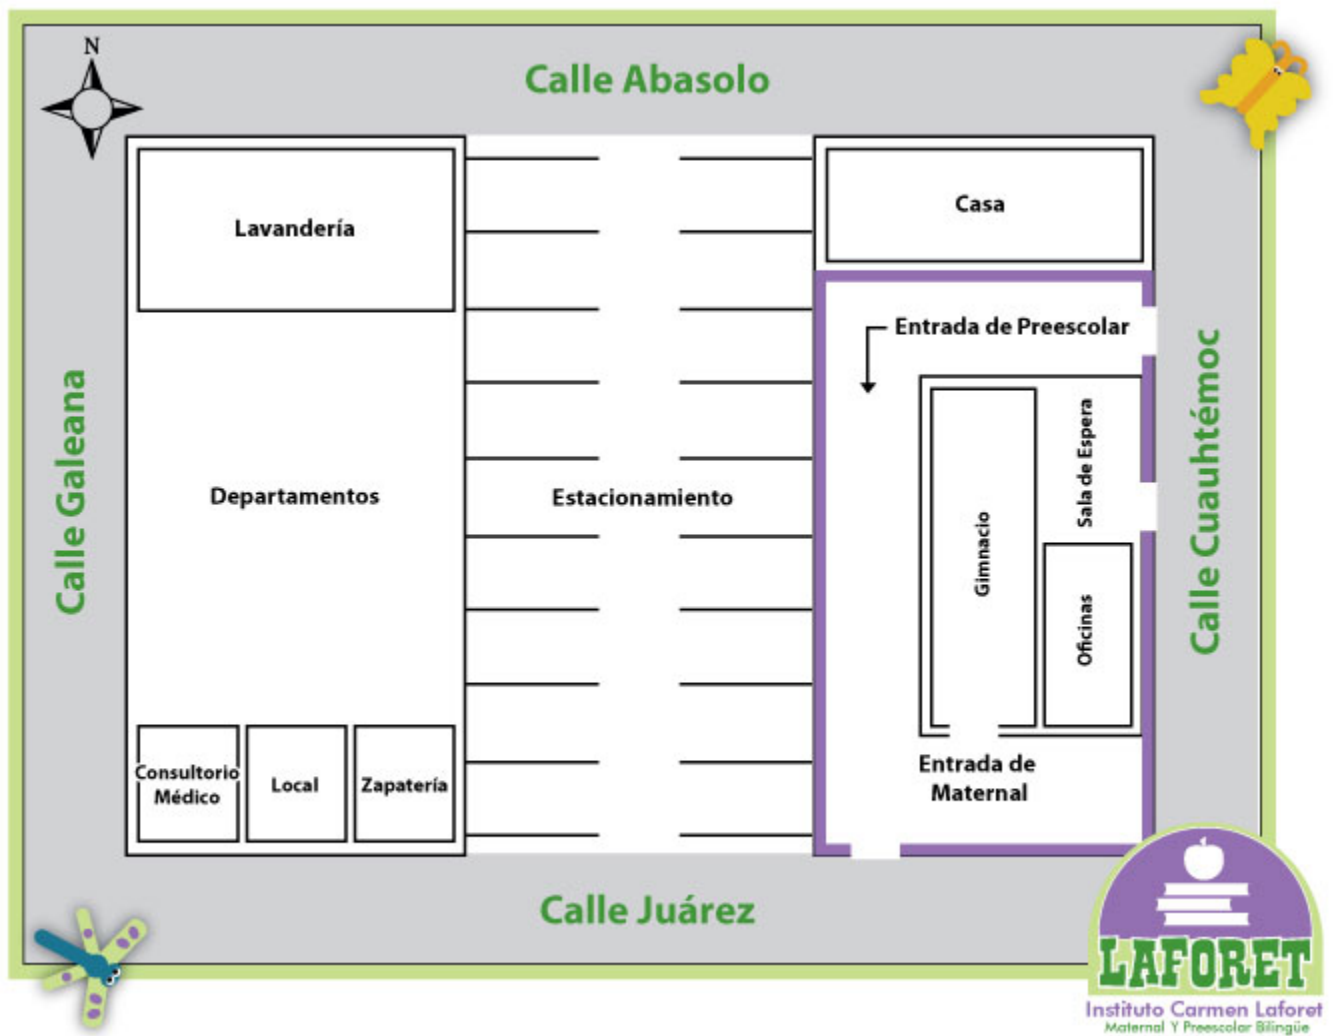 N
Calle Abasolo
Lavandería
Casa
Entrada de Preescolar
Calle Galeana
Departamentos
Estacionamiento
Gimnacio
Sala de Espera
Oficinas
Calle Cuauhtémoc
Consultorio
Médico
Local
Zapatería
Entrada de
Maternal
Calle Juárez
LAFORET
Instituto Carmen Laforet
Maternal Y Preescolar Bilingüe